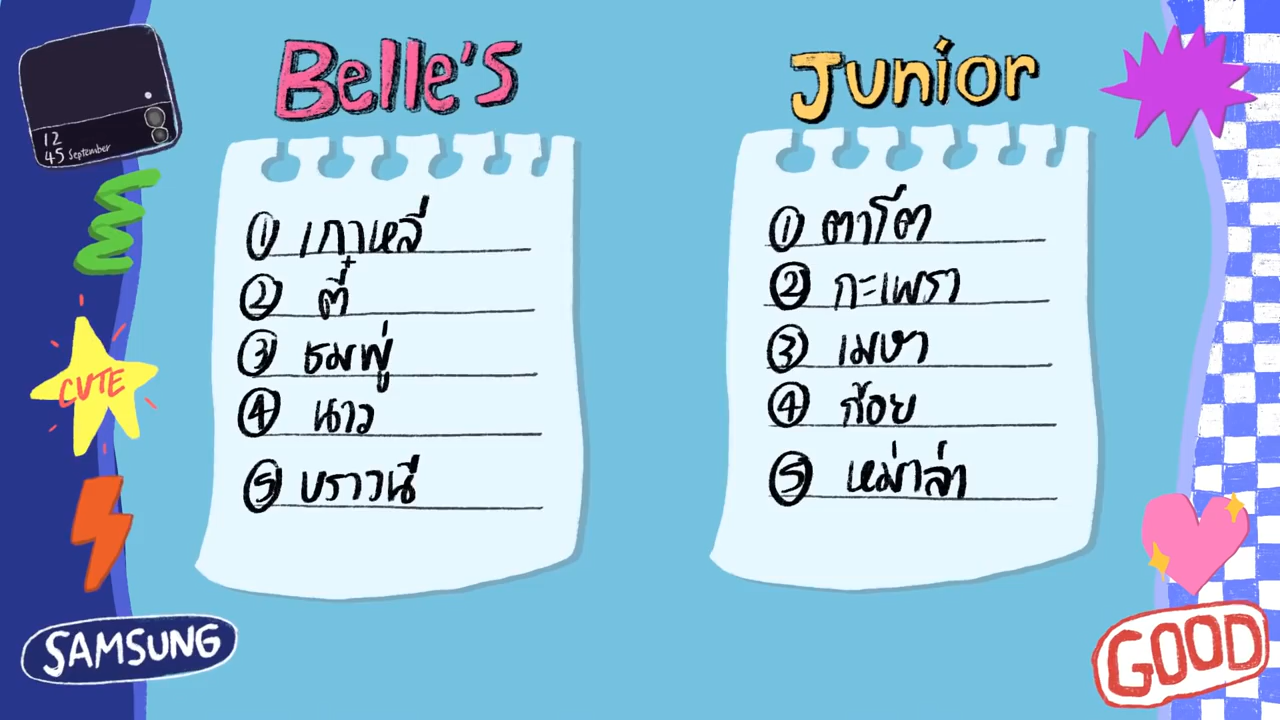 Belle's
① เกาหลี
② ตี๋
③ ชมพู่
④ หาว
⑤ บราวนี่
Junior
① ตาโต
② กะเพรา
③ เมษา
④ ก้อย
⑤ หม่าล่า
12
45 September
CUTE
SAMSUNG
GOOD